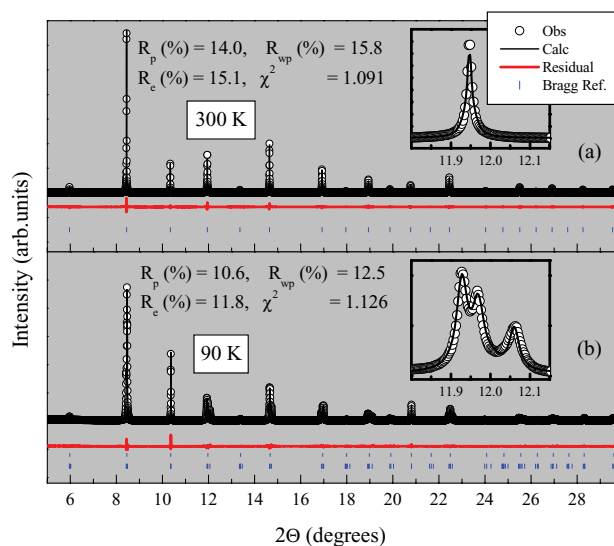 Obs
Calc
Residual
Bragg Ref.
R_p (%) = 14.0, R_wp = 15.8
R_e (%) = 15.1, χ² = 1.091
300 K
11.9 12.0 12.1
(a)
R_p (%) = 10.6, R_wp (%) = 12.5
R_e (%) = 11.8, χ² = 1.126
90 K
11.9 12.0 12.1
(b)
Intensity (arb.units)
6 8 10 12 14 16 18 20 22 24 26 28
2Θ (degrees)